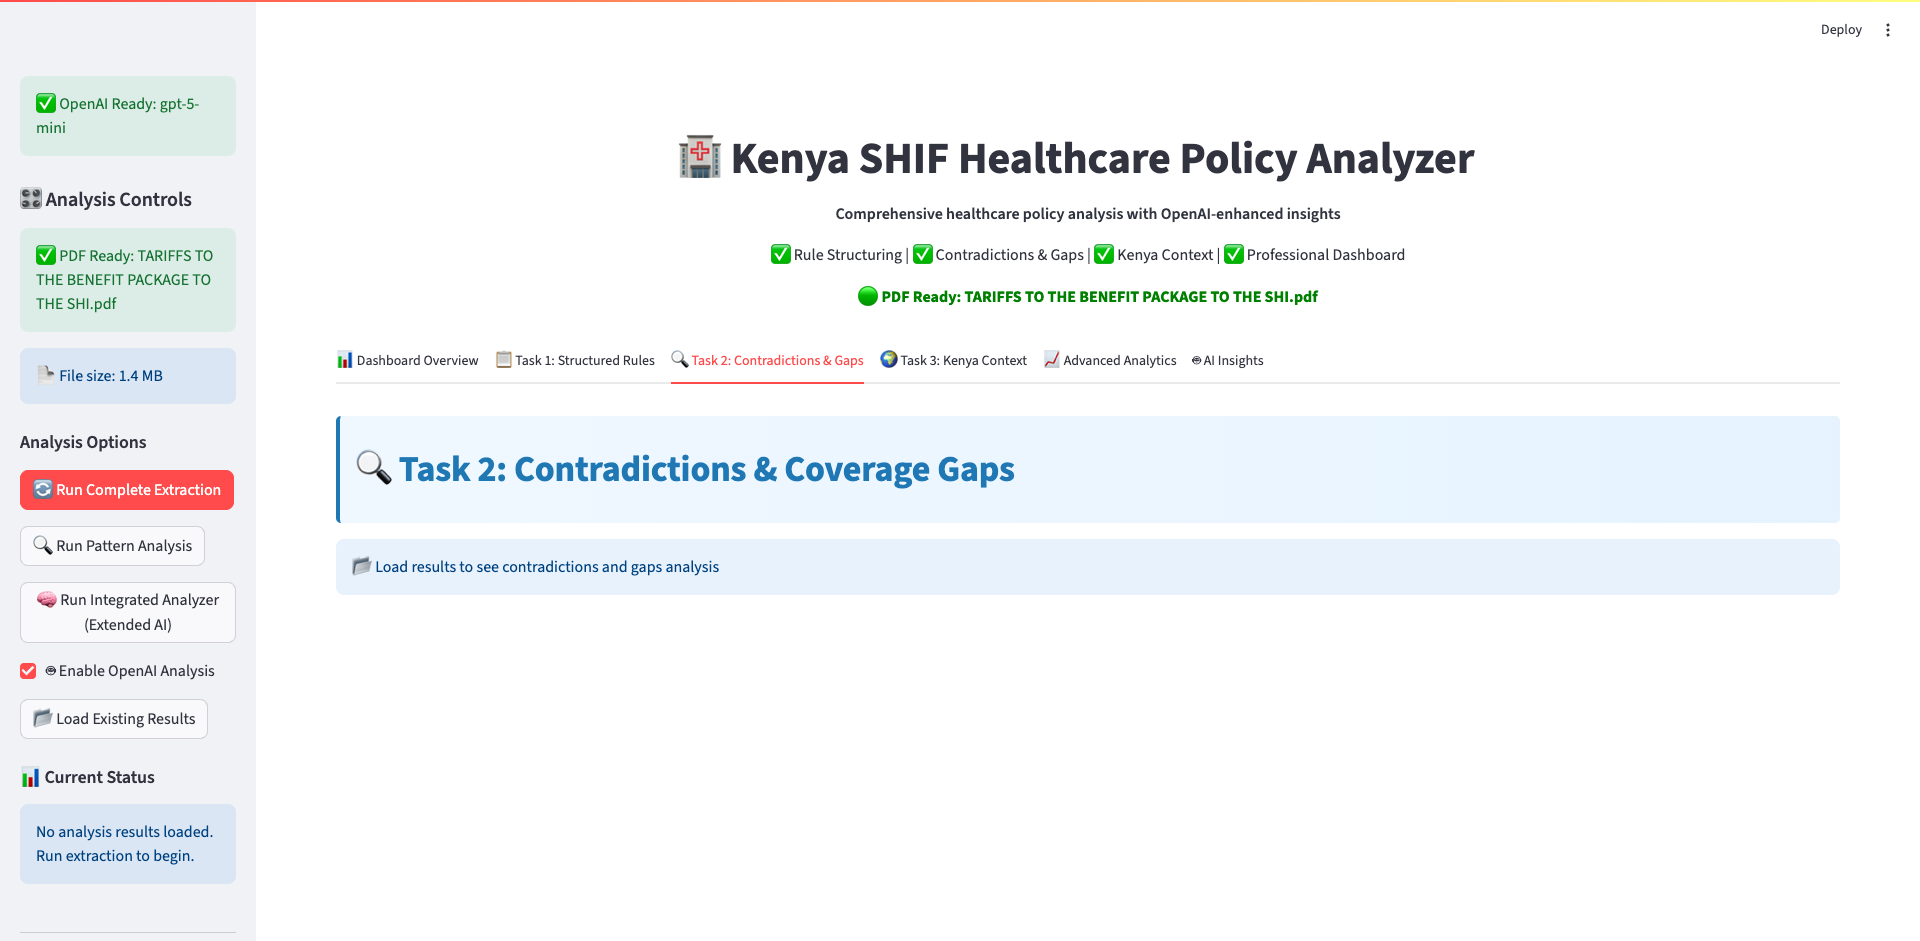 Deploy
✅ OpenAI Ready: gpt-5-
mini
🎛️ Analysis Controls
✅ PDF Ready: TARIFFS TO
THE BENEFIT PACKAGE TO
THE SHI.pdf
📄 File size: 1.4 MB
Analysis Options
🔄 Run Complete Extraction
🔍 Run Pattern Analysis
🧠 Run Integrated Analyzer
(Extended AI)
Enable OpenAI Analysis
📂 Load Existing Results
📊 Current Status
No analysis results loaded.
Run extraction to begin.
🏥 Kenya SHIF Healthcare Policy Analyzer
Comprehensive healthcare policy analysis with OpenAI-enhanced insights
✅ Rule Structuring | ✅ Contradictions & Gaps | ✅ Kenya Context | ✅ Professional Dashboard
🟢 PDF Ready: TARIFFS TO THE BENEFIT PACKAGE TO THE SHI.pdf
📊 Dashboard Overview 📋 Task 1: Structured Rules 🔍 Task 2: Contradictions & Gaps 🌍 Task 3: Kenya Context 📈 Advanced Analytics AI Insights
🔍 Task 2: Contradictions & Coverage Gaps
📂 Load results to see contradictions and gaps analysis